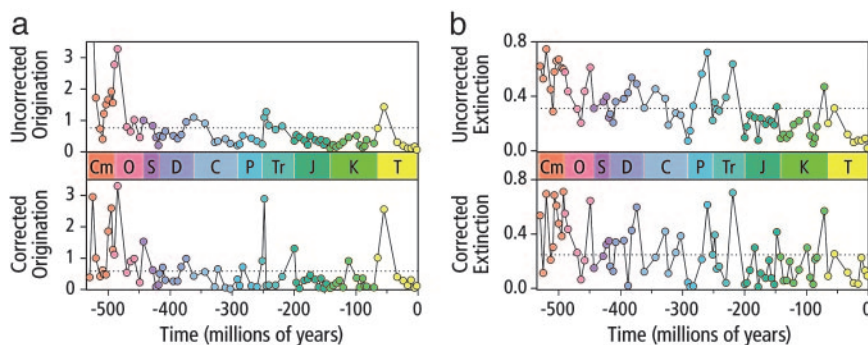 a
Uncorrected
Origination
3
2
1
0
Cm O S D C P Tr J K T
Corrected
Origination
3
2
1
0
-500 -400 -300 -200 -100 0
Time (millions of years)
b
Uncorrected
Extinction
0.8
0.4
0.0
Cm O S D C P Tr J K T
Corrected
Extinction
0.8
0.4
0.0
-500 -400 -300 -200 -100 0
Time (millions of years)